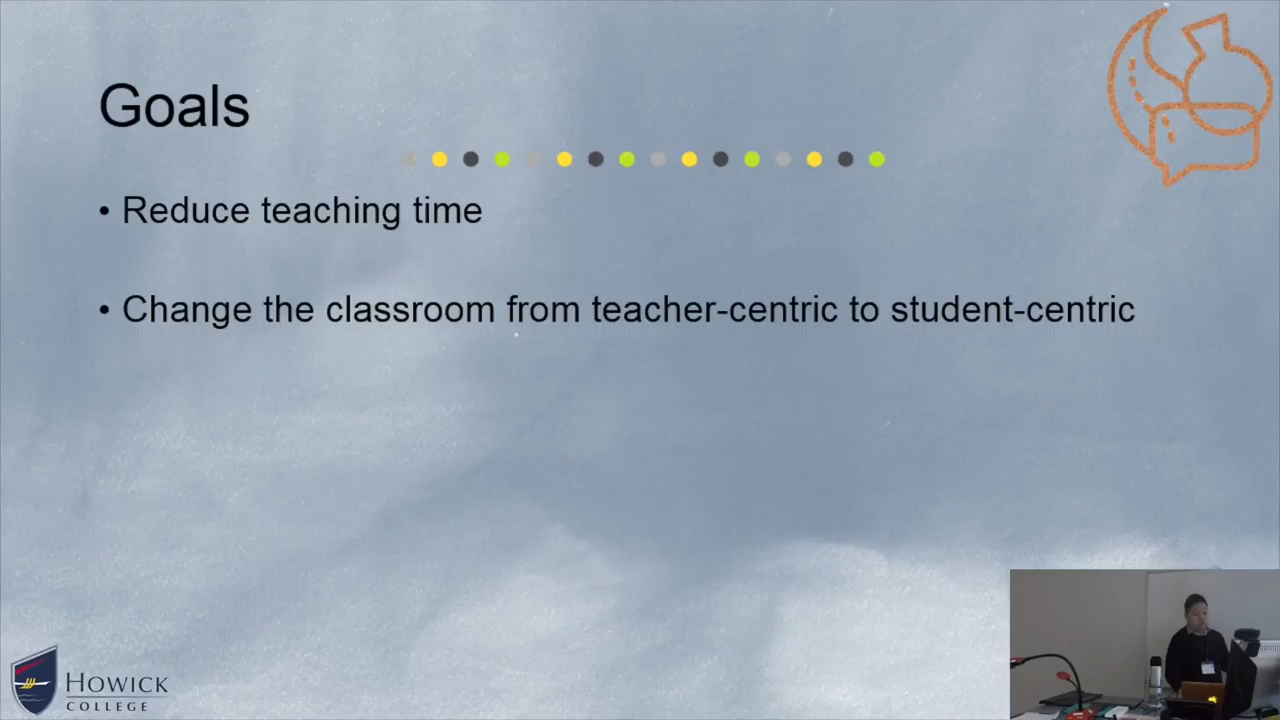 Goals
• Reduce teaching time
• Change the classroom from teacher-centric to student-centric
HOWICK
COLLEGE